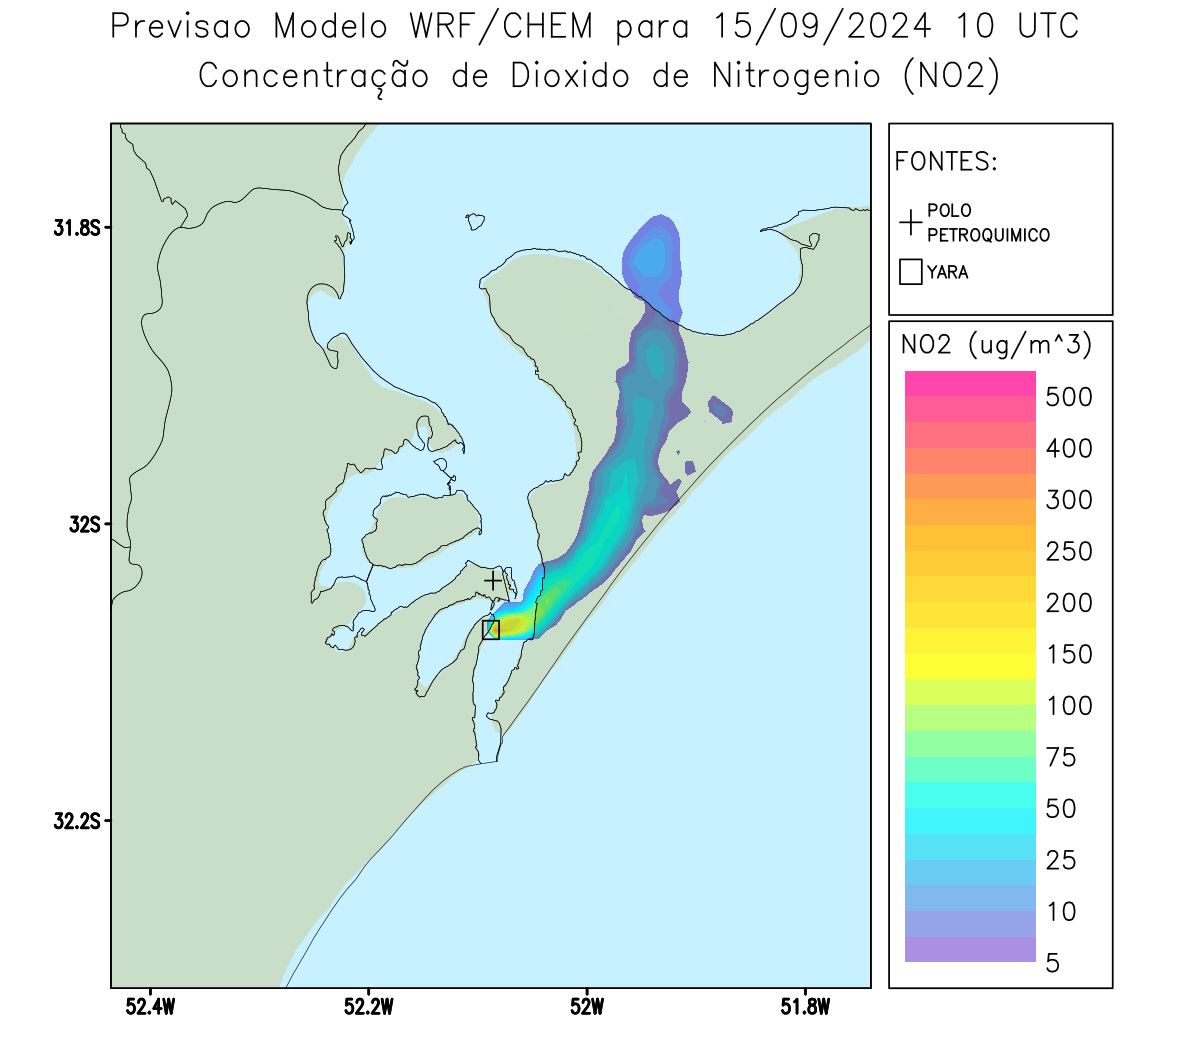 Previsao Modelo WRF/CHEM para 15/09/2024 10 UTC
Concentração de Dioxido de Nitrogenio (NO2)
FONTES:
POLO
PETROQUIMICO
YARA
NO2 (ug/m^3)
500
400
300
250
200
150
100
75
50
25
10
5
31.8S
32S
32.2S
52.4W
52.2W
52W
51.8W